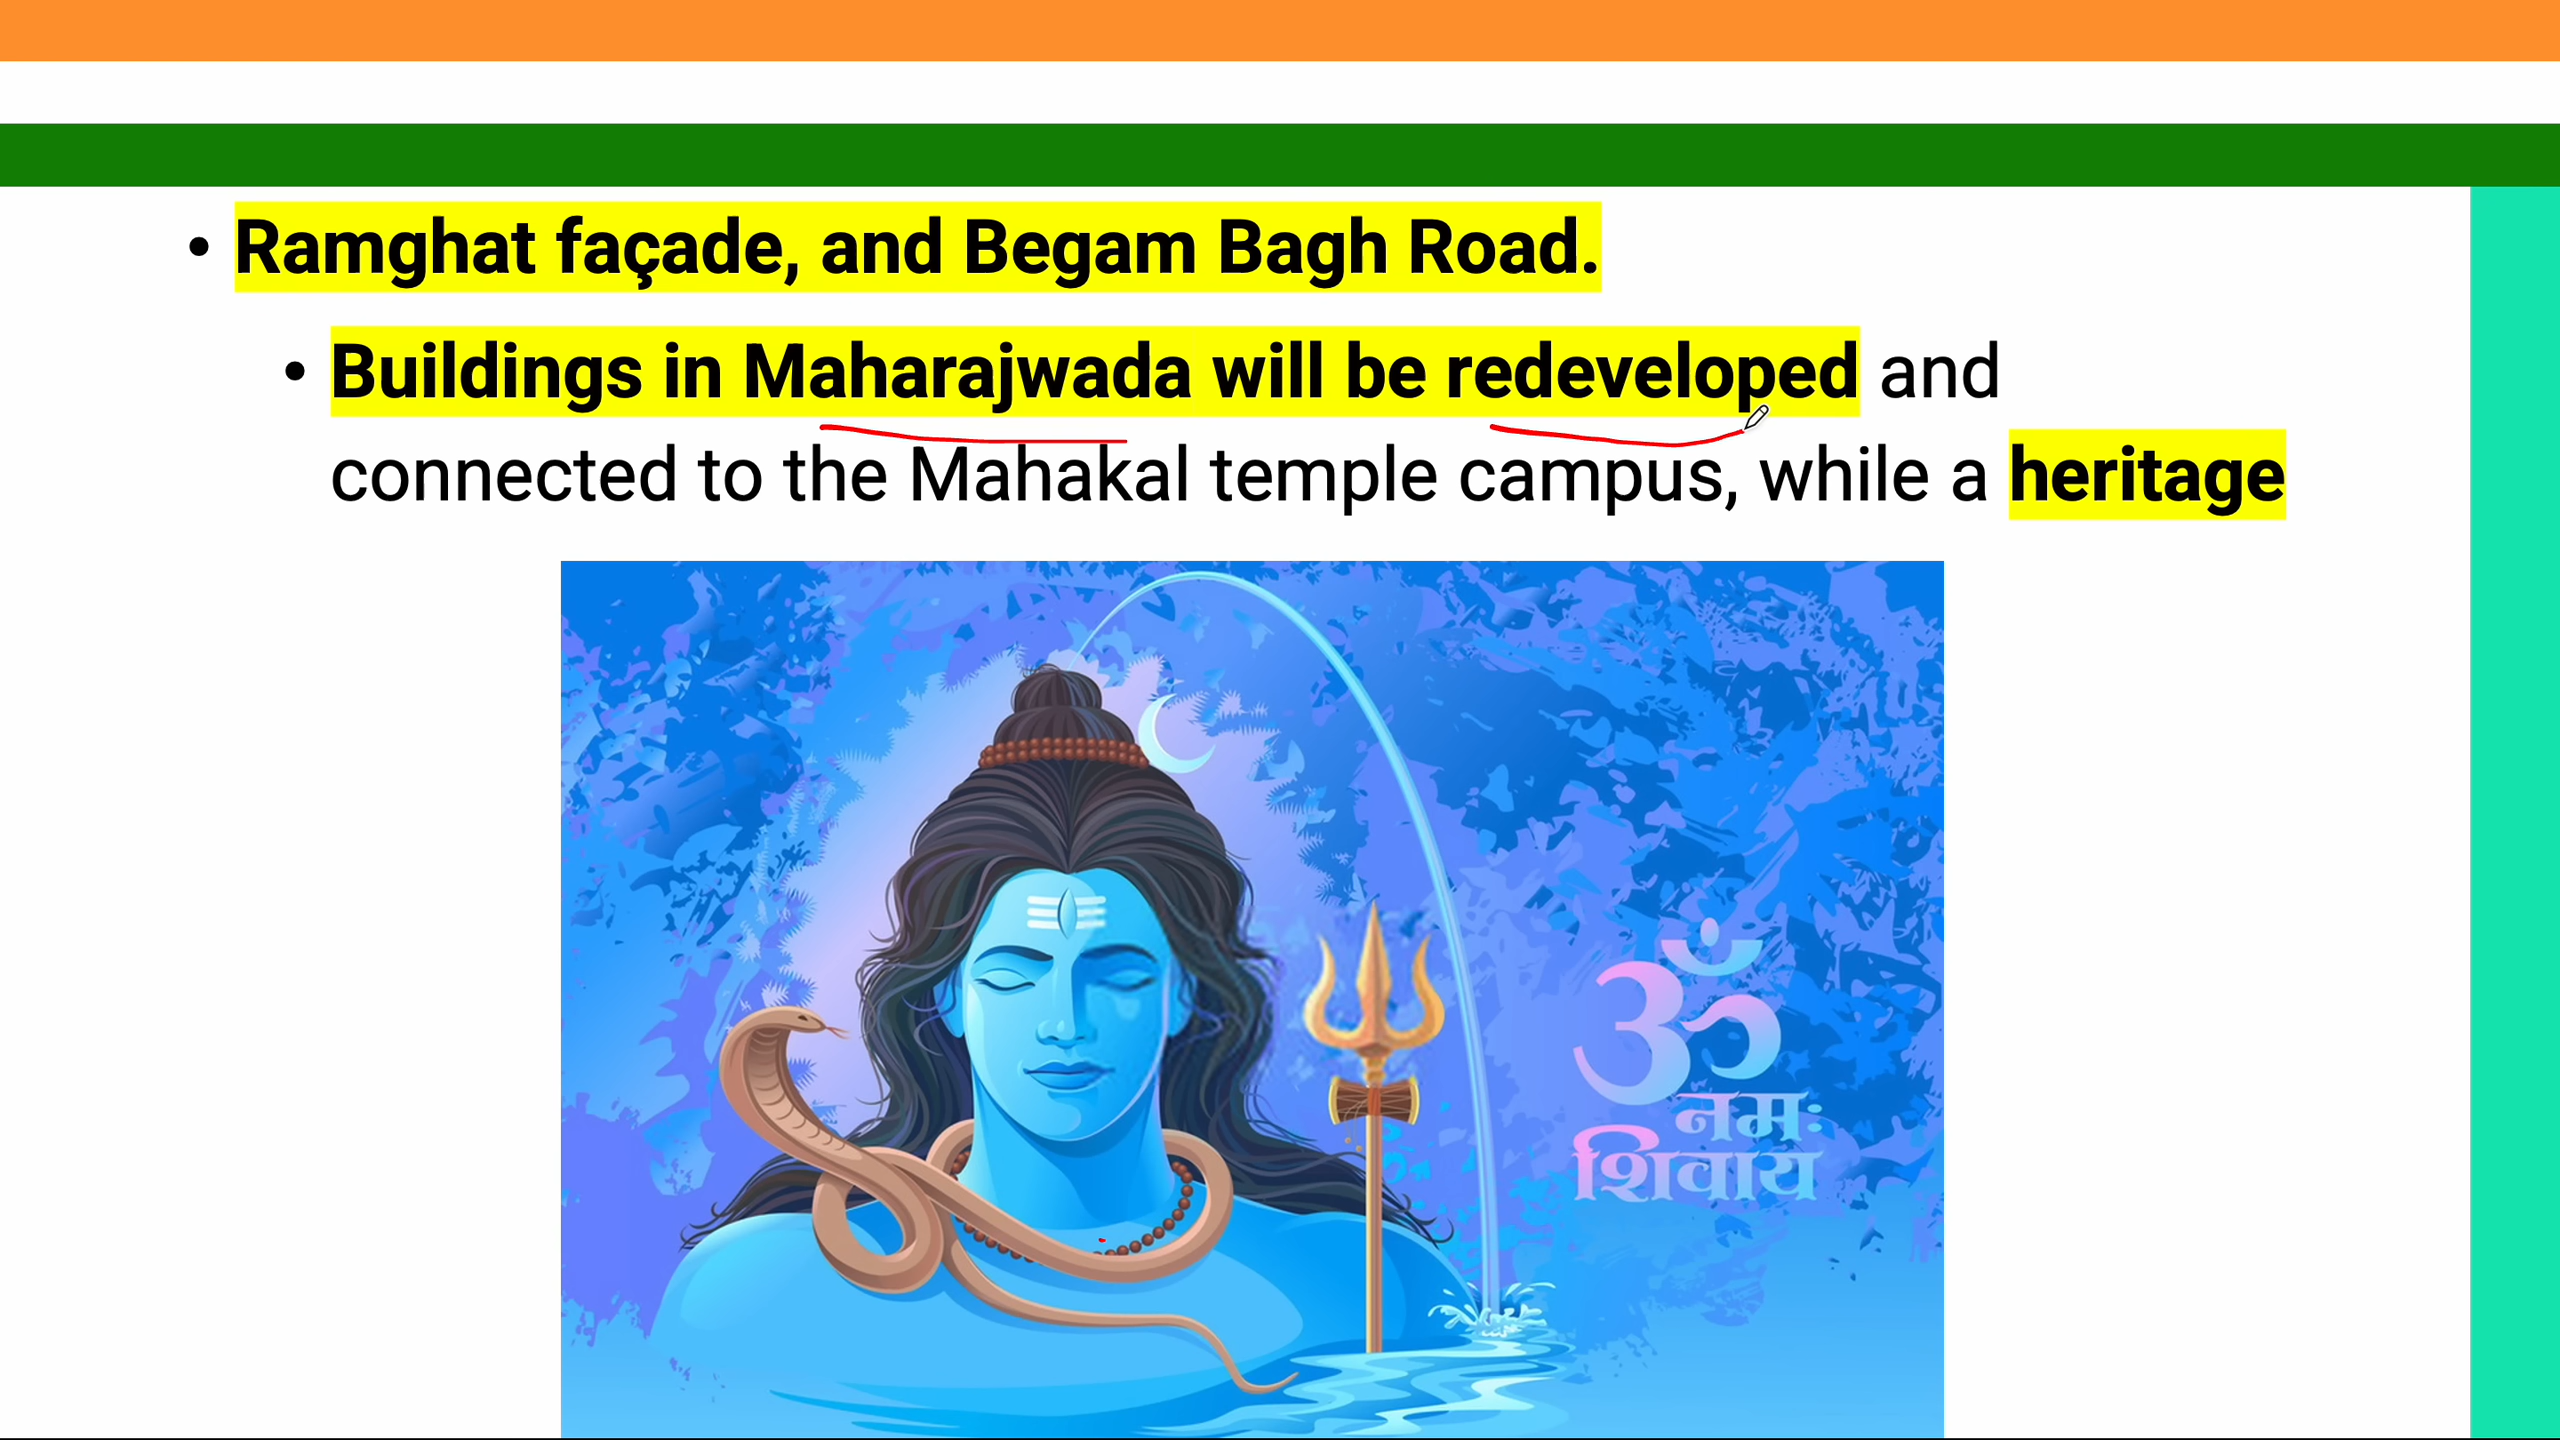 • Ramghat façade, and Begam Bagh Road.
• Buildings in Maharajwada will be redeveloped and
connected to the Mahakal temple campus, while a heritage
ॐ
नमः
शिवाय